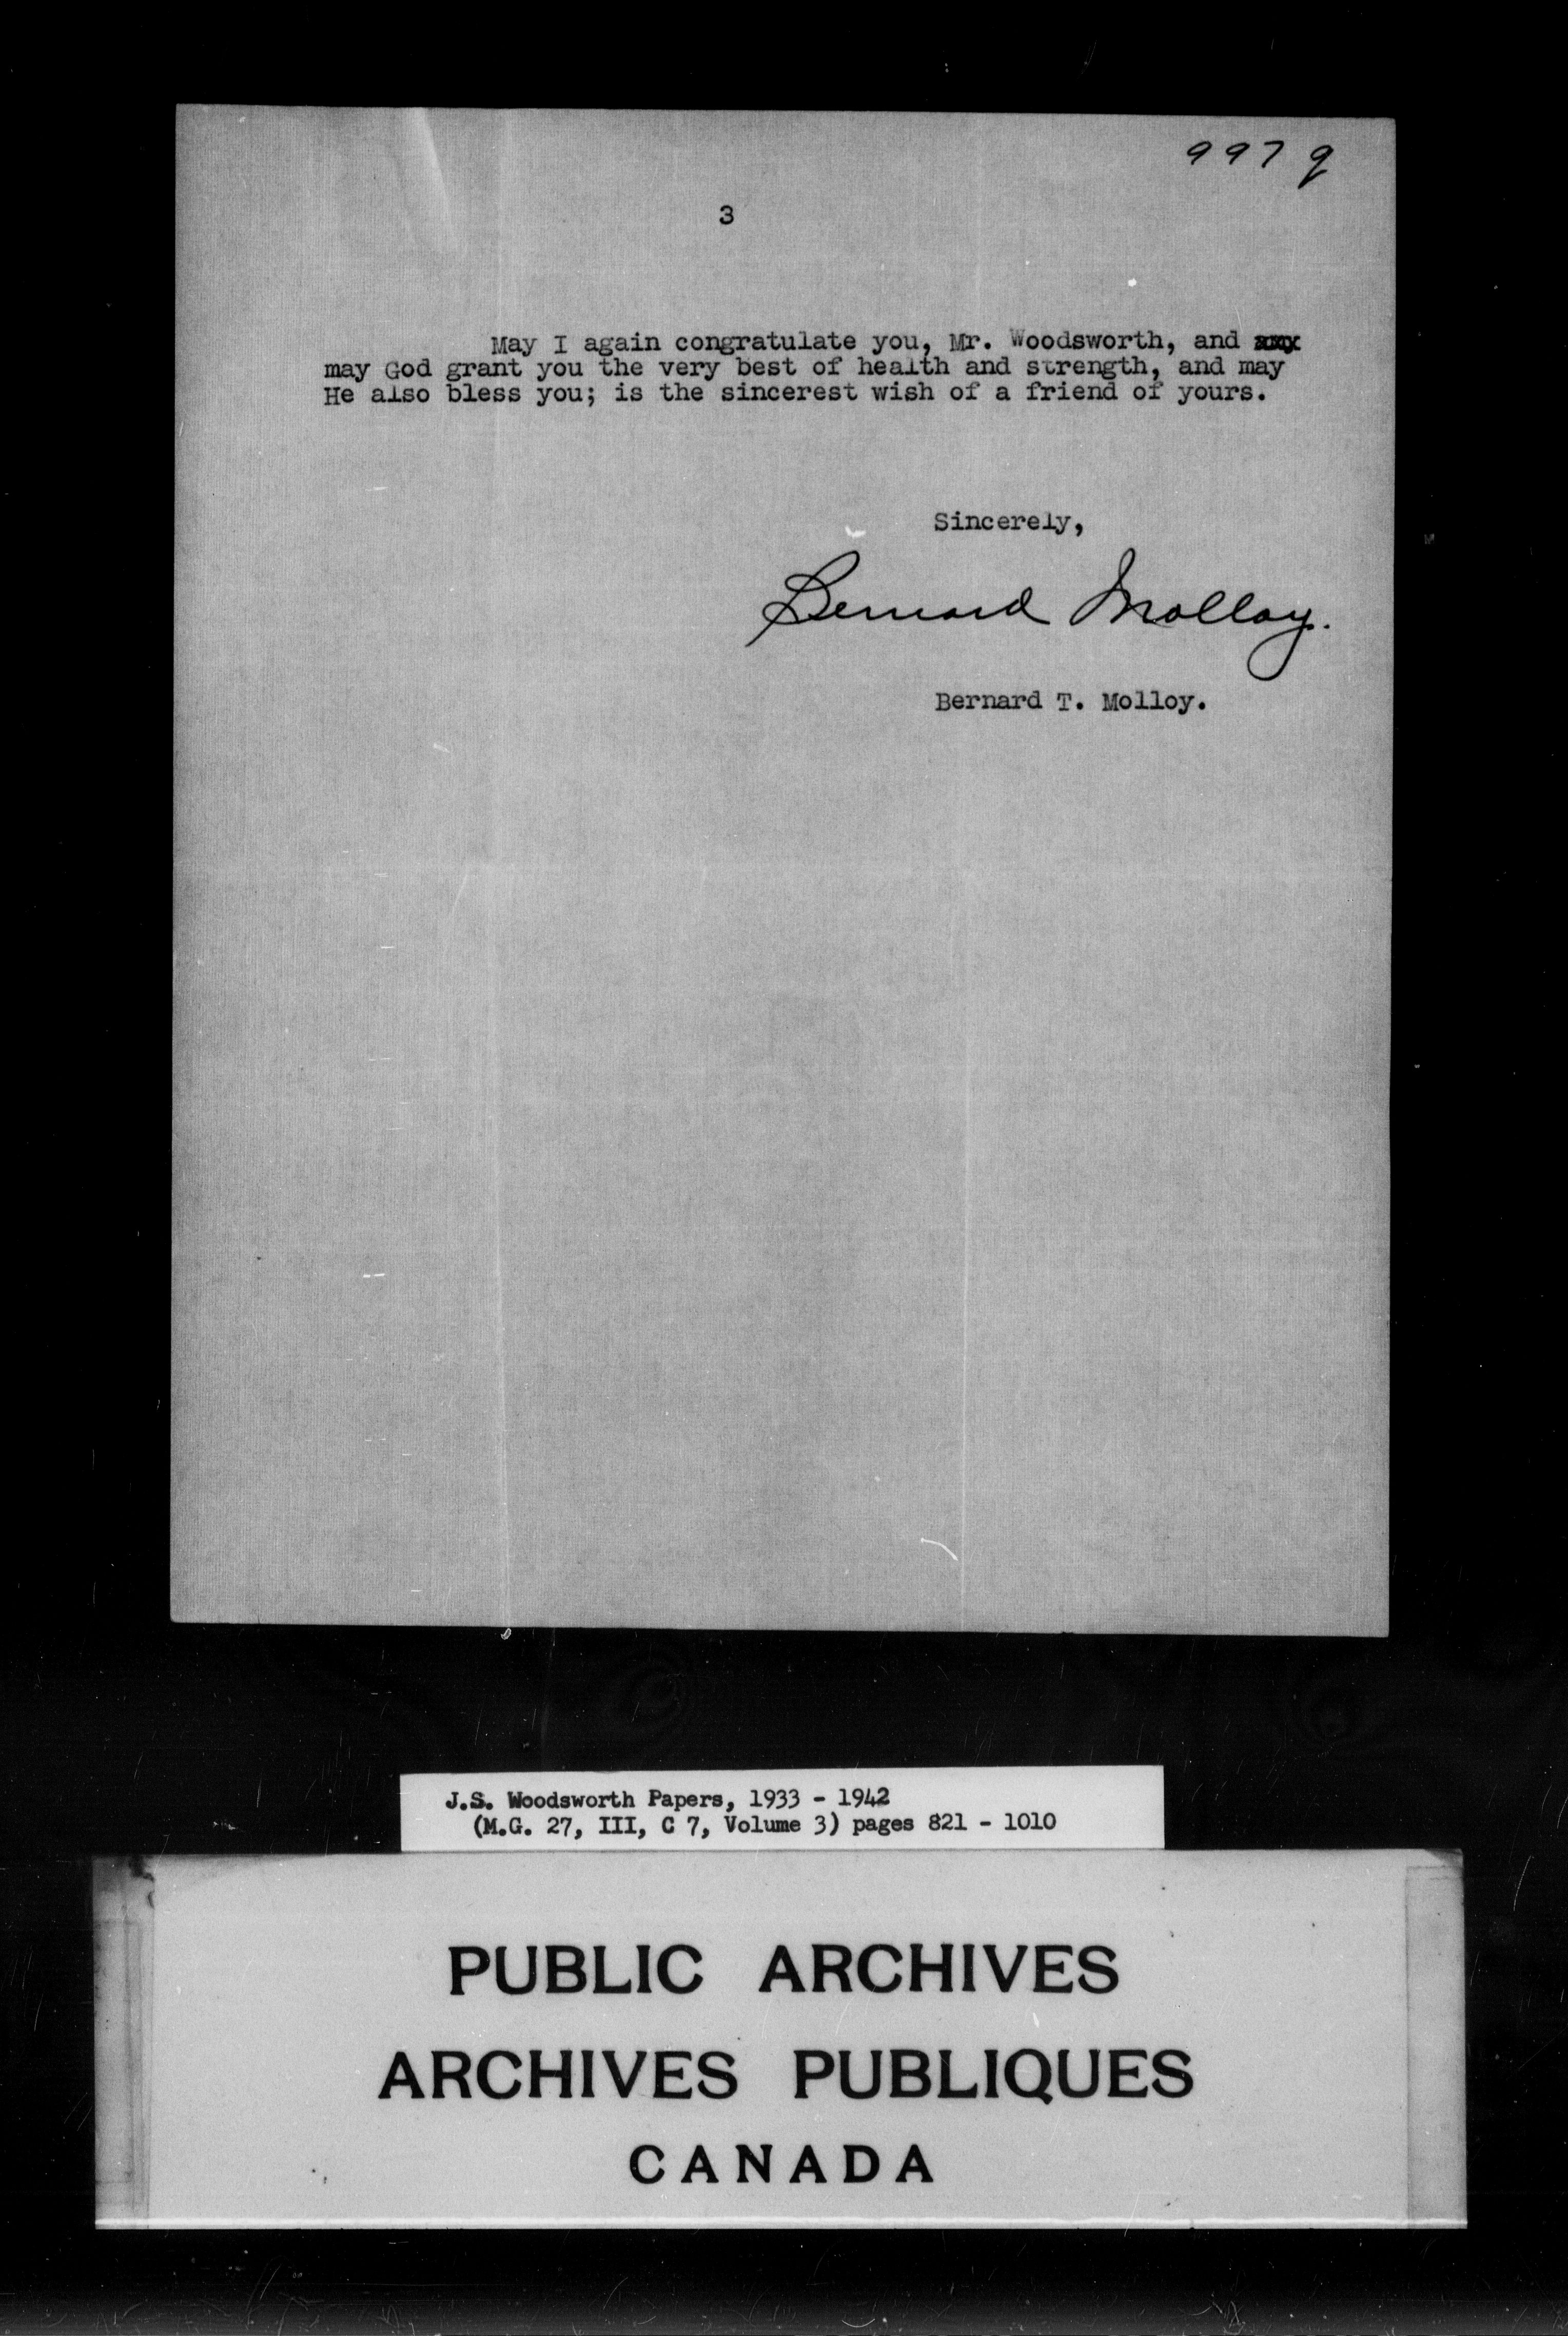 997 q
3
May I again congratulate you, Mr. Woodsworth, and
may God grant you the very best of health and strength, and may
He also bless you; is the sincerest wish of a friend of yours.
Sincerely,
Bernard Molloy.
Bernard T. Molloy.
J.S. Woodsworth Papers, 1933 - 1942
(M.G. 27, III, C 7, Volume 3) pages 821 - 1010
PUBLIC ARCHIVES
ARCHIVES PUBLIQUES
CANADA